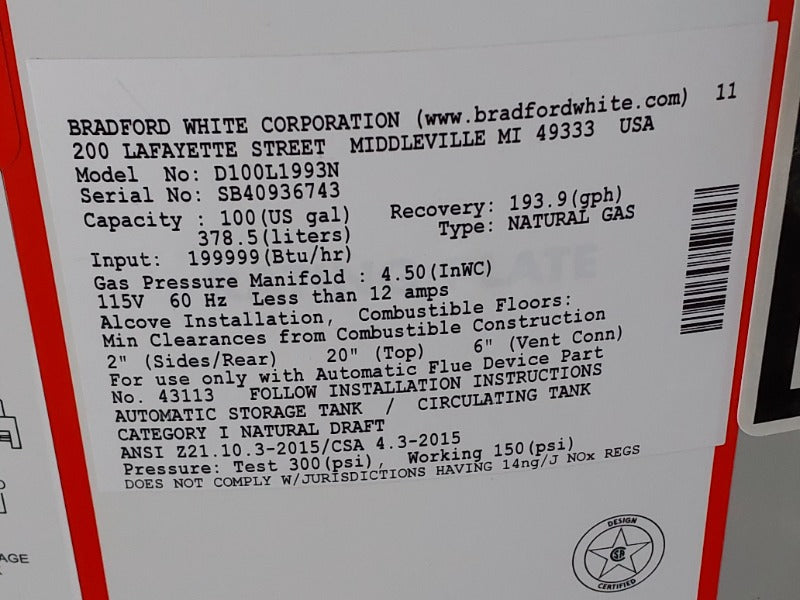 BRADFORD WHITE CORPORATION (www.bradfordwhite.com) 11
200 LAFAYETTE STREET MIDDLEVILLE MI 49333 USA
Model No: D100L1993N
Serial No: SB40936743
Capacity : 100(US gal) Recovery: 193.9(gph)
378.5(liters) Type: NATURAL GAS
Input: 199999(Btu/hr)
Gas Pressure Manifold : 4.50(InWC)
115V 60 Hz Less than 12 amps
Alcove Installation, Combustible Floors:
Min Clearances from Combustible Construction
2" (Sides/Rear) 20" (Top) 6" (Vent Conn)
For use only with Automatic Flue Device Part
No. 43113 FOLLOW INSTALLATION INSTRUCTIONS
AUTOMATIC STORAGE TANK / CIRCULATING TANK
CATEGORY I NATURAL DRAFT
ANSI Z21.10.3-2015/CSA 4.3-2015
Pressure: Test 300(psi), Working 150(psi)
DOES NOT COMPLY W/JURISDICTIONS HAVING 14ng/J NOx REGS
DESIGN
CERTIFIED